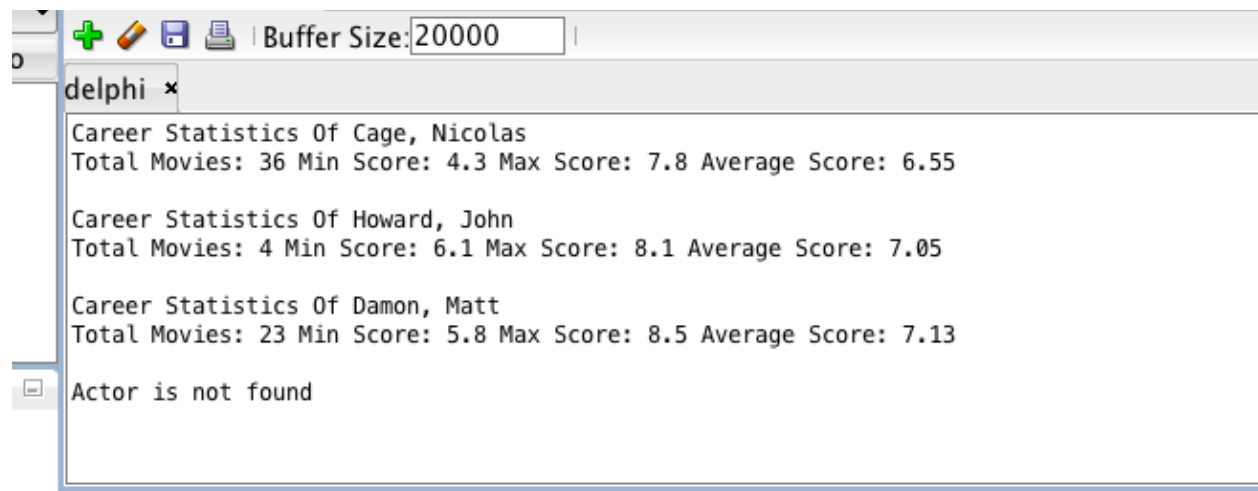 Buffer Size:20000
o
delphi
Career Statistics Of Cage, Nicolas
Total Movies: 36 Min Score: 4.3 Max Score: 7.8 Average Score: 6.55
Career Statistics Of Howard, John
Total Movies: 4 Min Score: 6.1 Max Score: 8.1 Average Score: 7.05
Career Statistics Of Damon, Matt
Total Movies: 23 Min Score: 5.8 Max Score: 8.5 Average Score: 7.13
Actor is not found